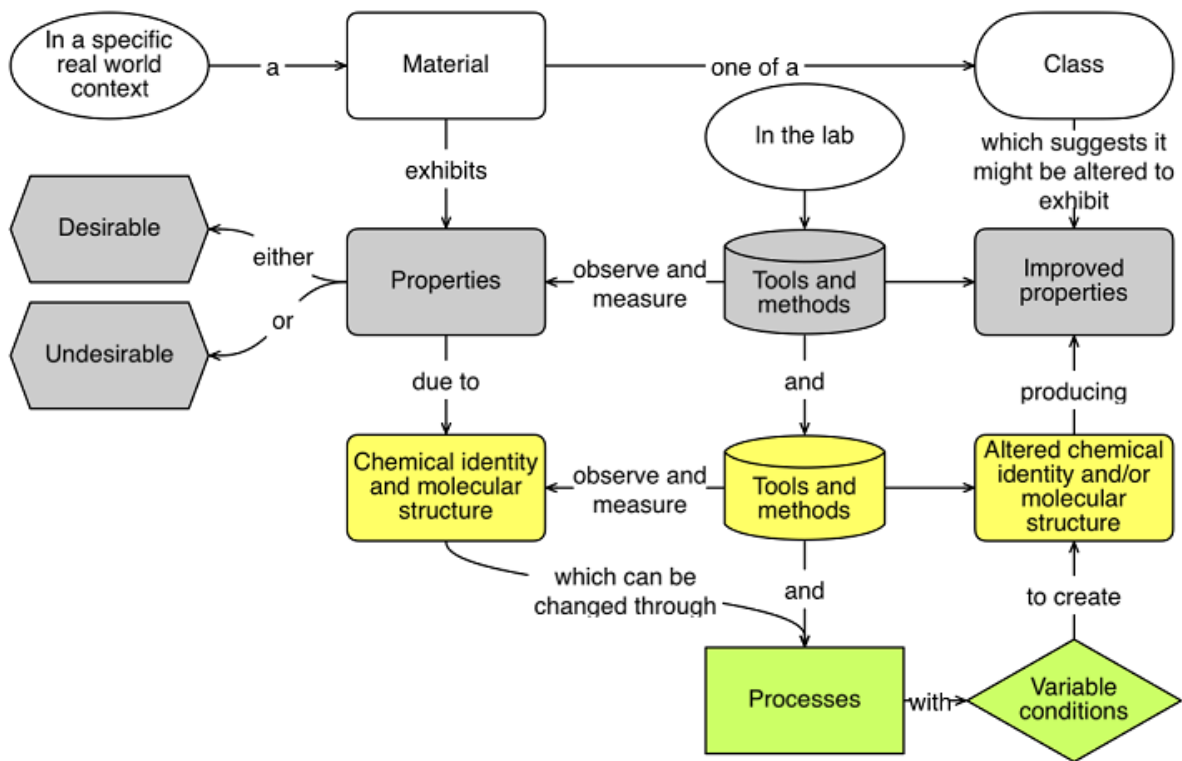 In a specific
real world
context
a
Material
one of a
Class
In the lab
which suggests it
might be altered to
exhibit
exhibits
Desirable
either
or
Undesirable
Properties
observe and
measure
Tools and
methods
Improved
properties
due to
and
producing
Chemical identity
and molecular
structure
observe and
measure
Tools and
methods
Altered chemical
identity and/or
molecular
structure
which can be
changed through
and
to create
Processes
with
Variable
conditions